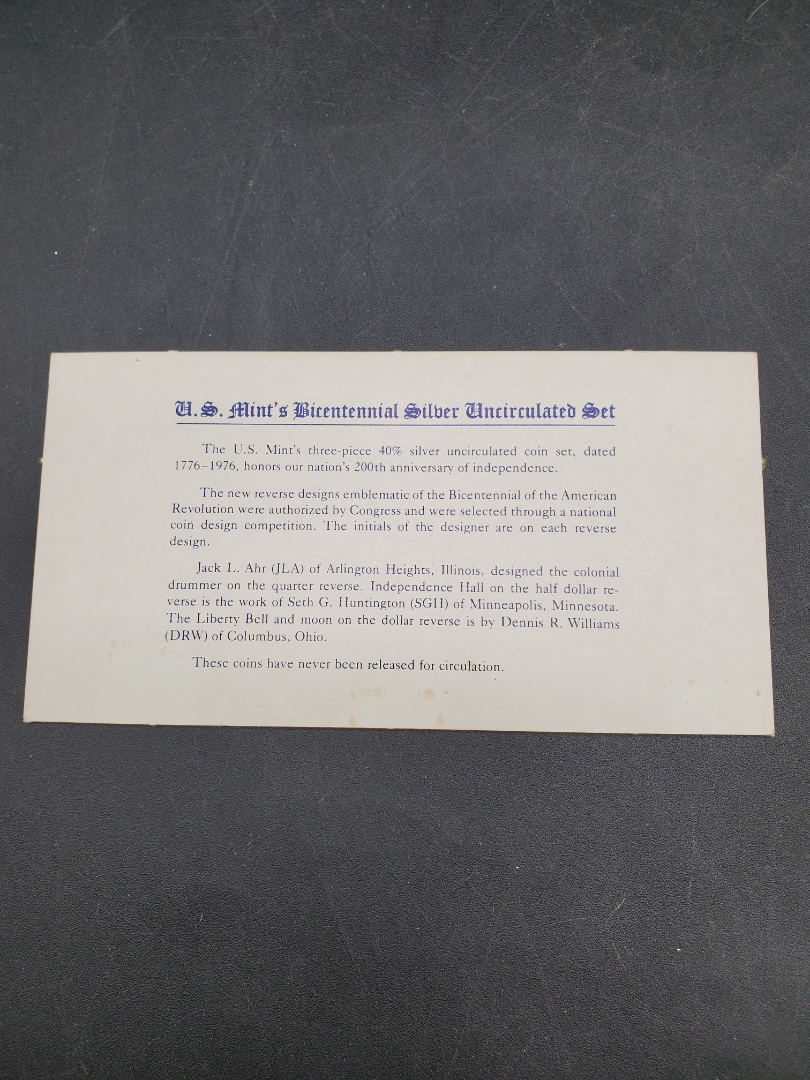 U.S. Mint's Bicentennial Silver Uncirculated Set
The U.S. Mint's three-piece 40% silver uncirculated coin set, dated
1776-1976, honors our nation's 200th anniversary of independence.
The new reverse designs emblematic of the Bicentennial of the American
Revolution were authorized by Congress and were selected through a national
coin design competition. The initials of the designer are on each reverse
design.
Jack L. Ahr (JLA) of Arlington Heights, Illinois, designed the colonial
drummer on the quarter reverse. Independence Hall on the half dollar re-
verse is the work of Seth G. Huntington (SGH) of Minneapolis, Minnesota.
The Liberty Bell and moon on the dollar reverse is by Dennis R. Williams
(DRW) of Columbus, Ohio.
These coins have never been released for circulation.